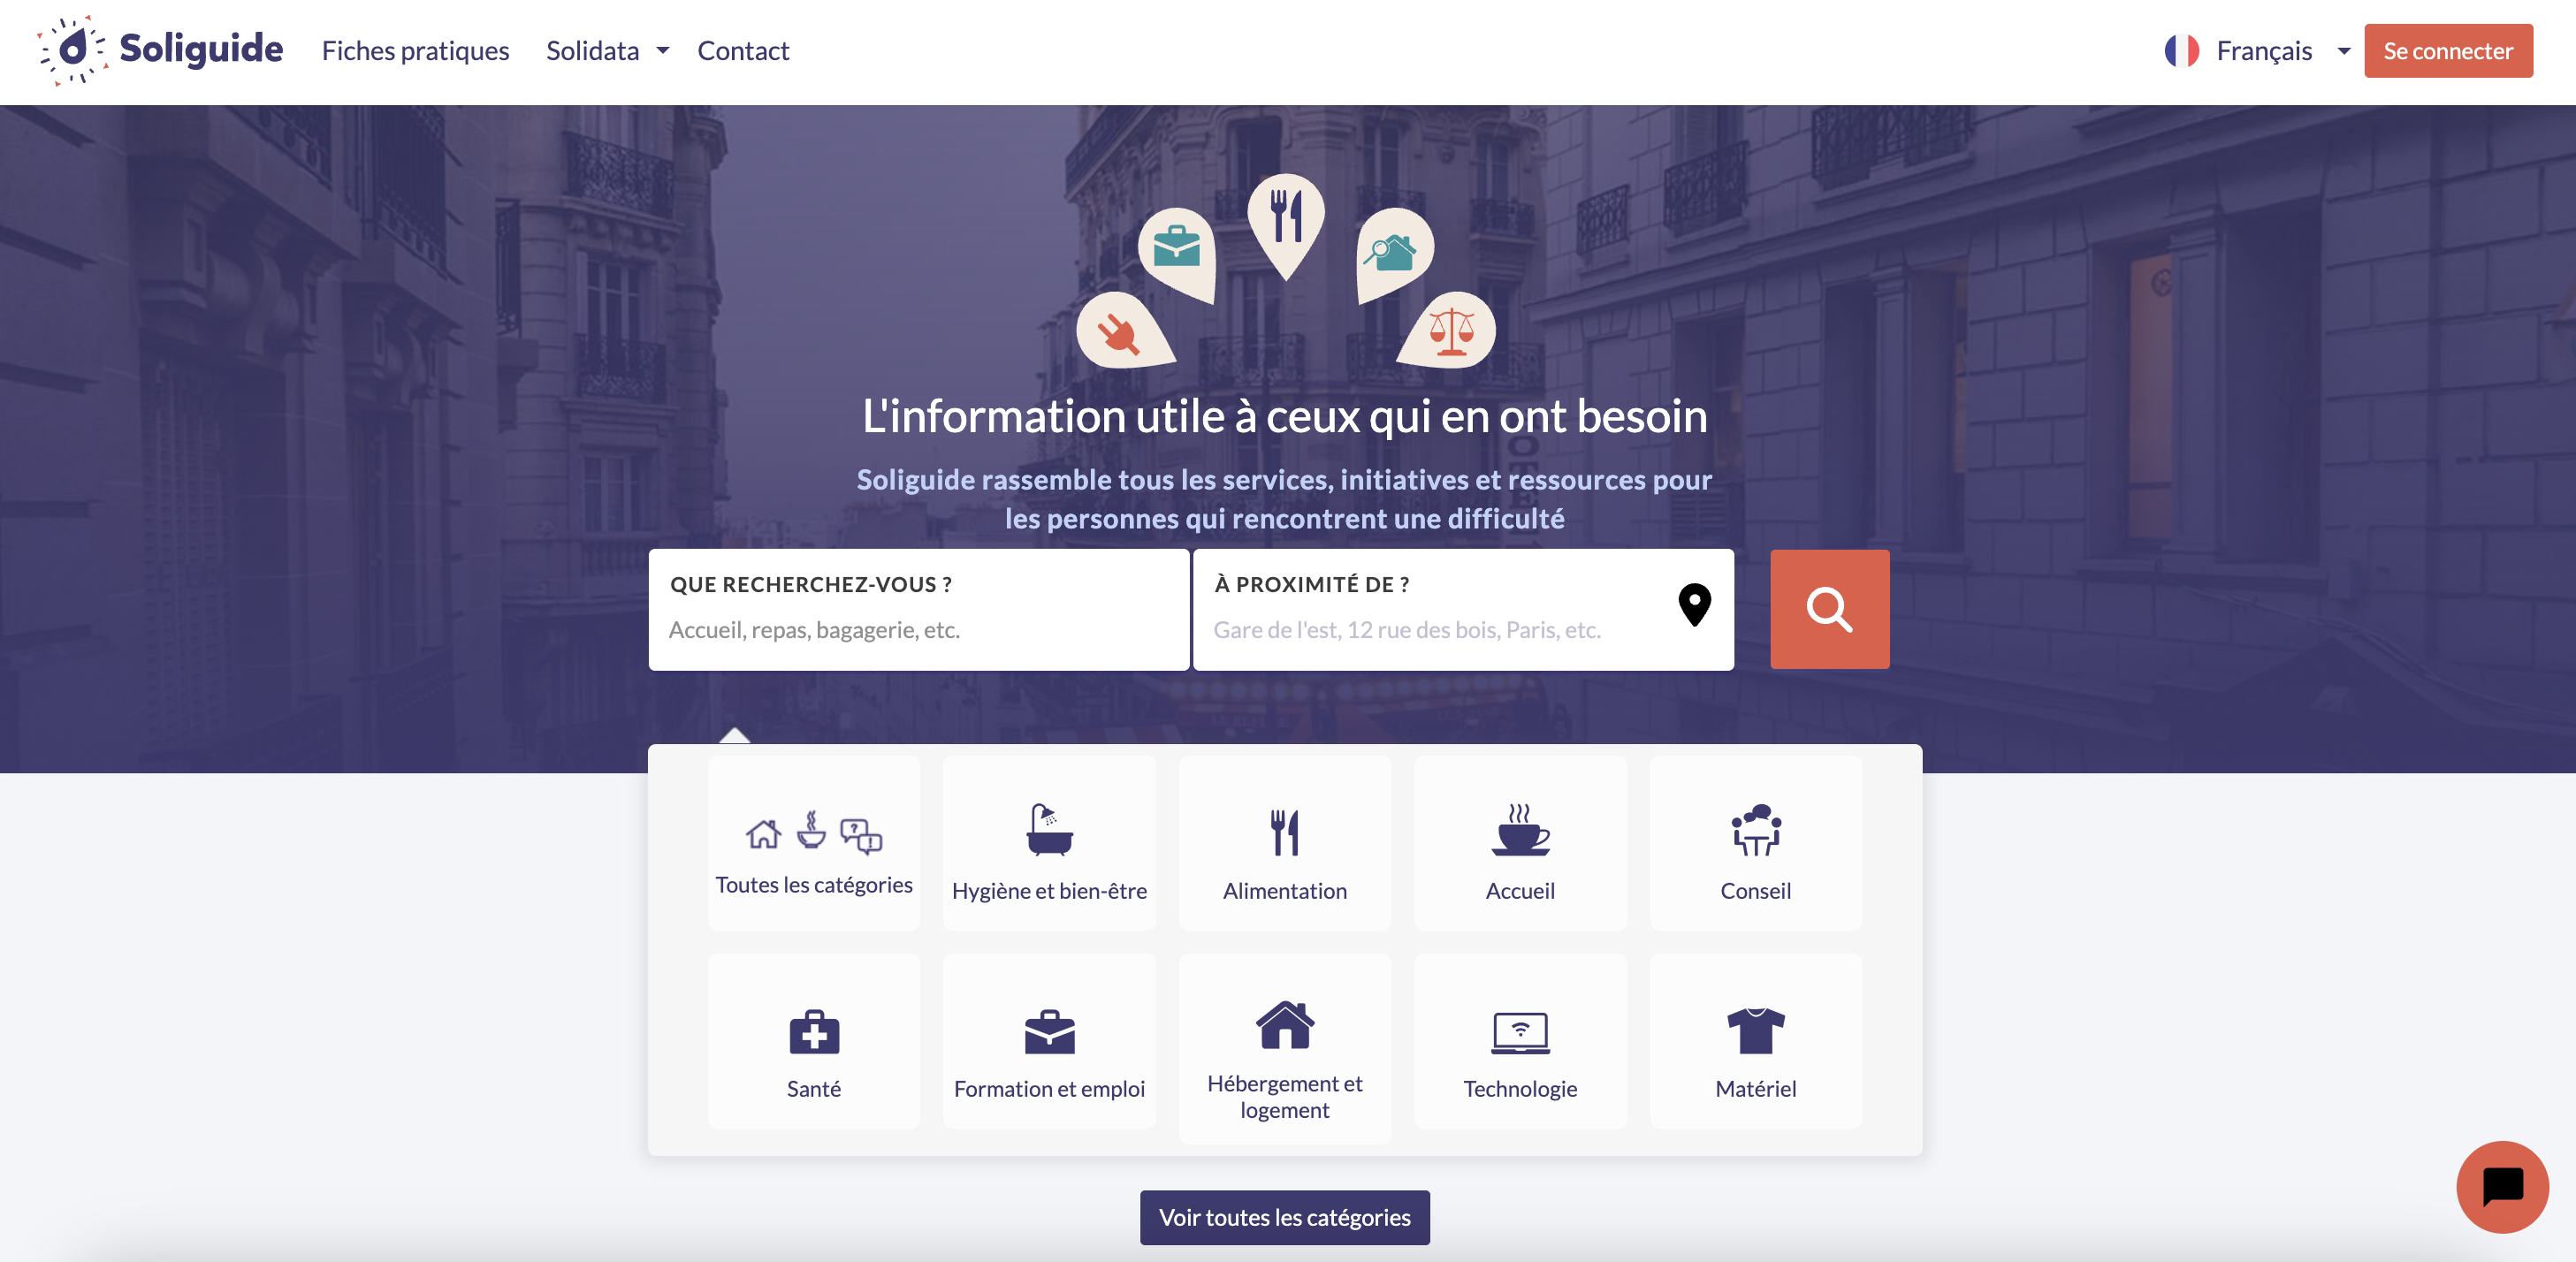 Soliguide
Fiches pratiques
Solidata
Contact
Français
Se connecter
L'information utile à ceux qui en ont besoin
Soliguide rassemble tous les services, initiatives et ressources pour
les personnes qui rencontrent une difficulté
QUE RECHERCHEZ-VOUS ?
Accueil, repas, bagagerie, etc.
À PROXIMITÉ DE ?
Gare de l'est, 12 rue des bois, Paris, etc.
Toutes les catégories
Hygiène et bien-être
Alimentation
Accueil
Conseil
Santé
Formation et emploi
Hébergement et
logement
Technologie
Matériel
Voir toutes les catégories